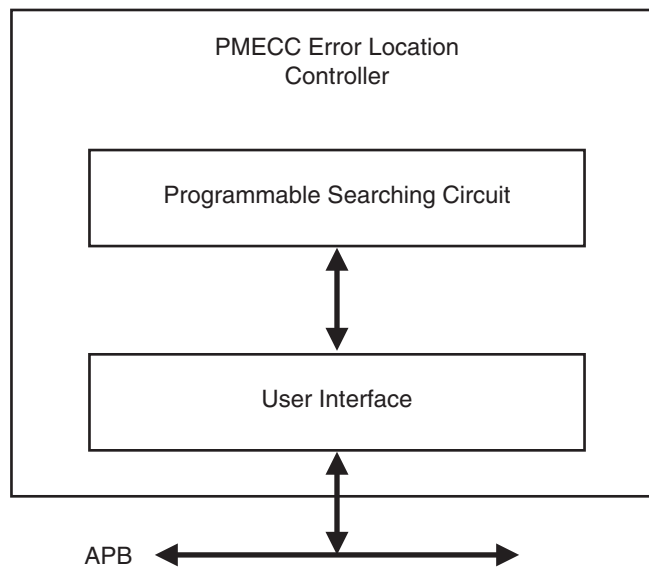 PMECC Error Location
Controller
Programmable Searching Circuit
User Interface
APB